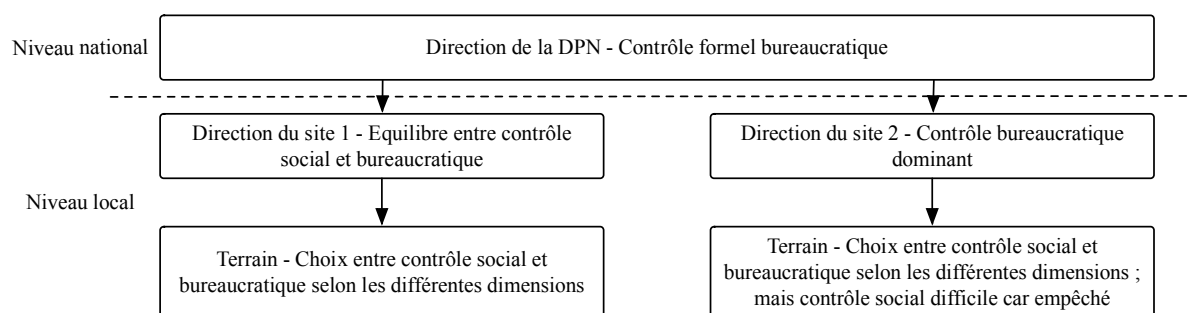 Niveau national
Direction de la DPN - Contrôle formel bureaucratique
Direction du site 1 - Equilibre entre contrôle
social et bureaucratique
Direction du site 2 - Contrôle bureaucratique
dominant
Niveau local
Terrain - Choix entre contrôle social et
bureaucratique selon les différentes dimensions
Terrain - Choix entre contrôle social et
bureaucratique selon les différentes dimensions ;
mais contrôle social difficile car empêché